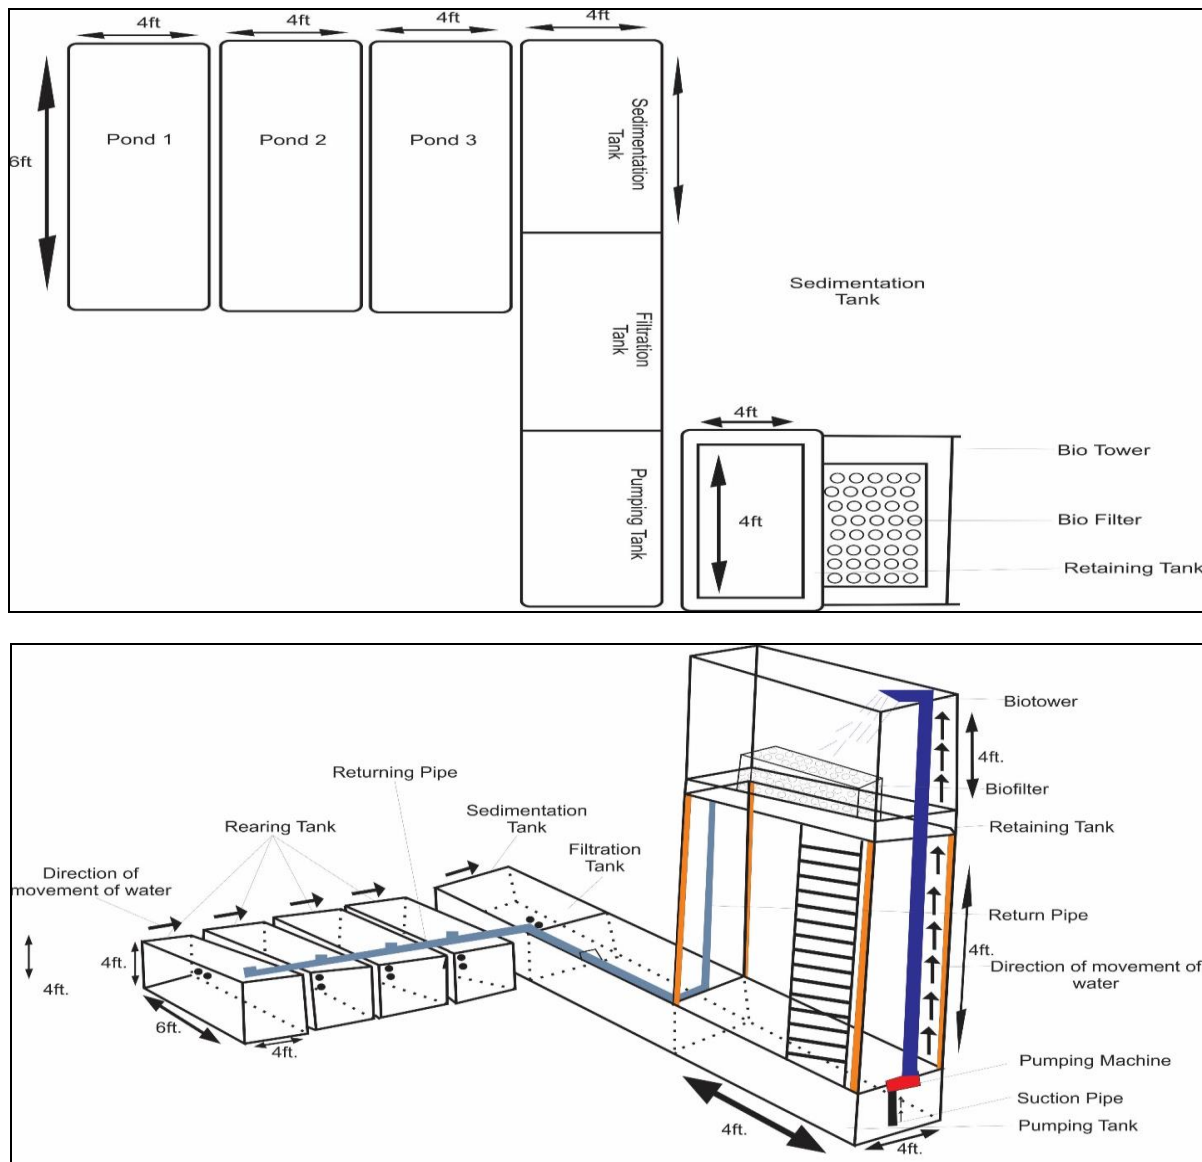 4ft
4ft
4ft
4ft
6ft
Pond 1
Pond 2
Pond 3
Sedimentation
Tank
Filtration
Tank
Pumping Tank
Sedimentation
Tank
4ft
4ft
Bio Tower
Bio Filter
Retaining Tank
Biotower
4ft.
Biofilter
Retaining Tank
Returning Pipe
Sedimentation
Tank
Rearing Tank
Filtration
Tank
Direction of
movement of water
Return Pipe
4ft.
Direction of movement of
water
4ft.
4ft.
6ft.
4ft.
Pumping Machine
Suction Pipe
Pumping Tank
4ft.
4ft.